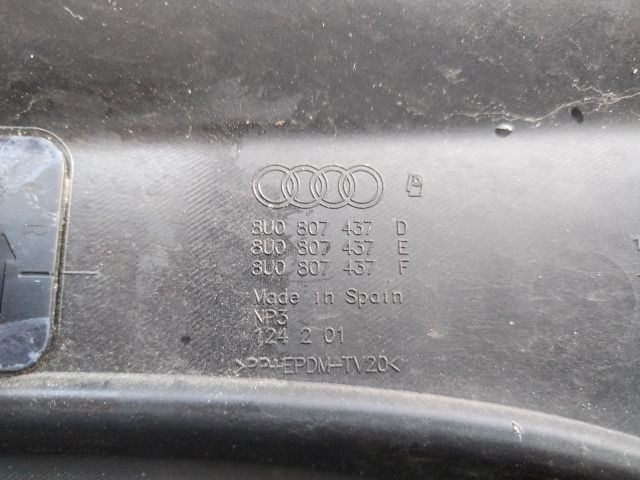 8U0 807 437 D
8U0 807 437 E
8U0 807 437 F
Made in Spain
NP3
124 2 01
>PP+EPDM-TV20<